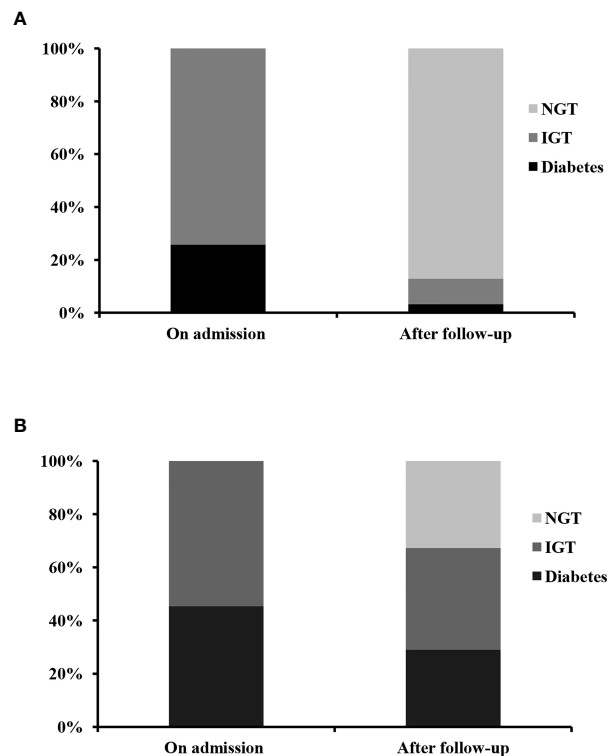 A
100%
80%
60%
40%
20%
0%
On admission
After follow-up
NGT
IGT
Diabetes
B
100%
80%
60%
40%
20%
0%
On admission
After follow-up
NGT
IGT
Diabetes